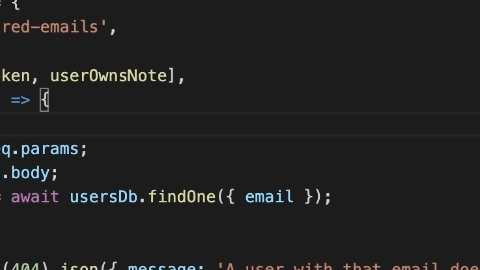 = {
red-emails',
ken, userOwnsNote],
=> {
q.params;
.body;
= await usersDb.findOne({ email });
(404).json({ message: 'A user with that email doe